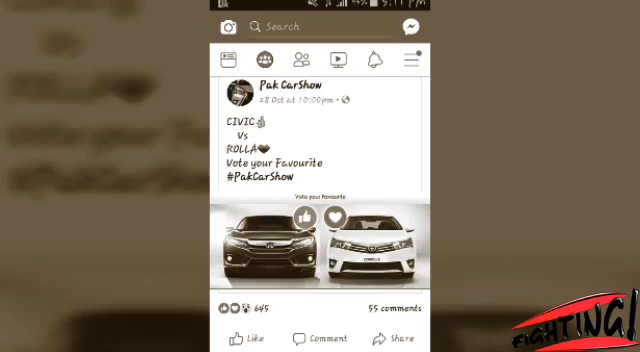 Search
Pak CarShow
28 Oct at 10:00pm
CIVIC
Vs
ROLLA
Vote your Favourite
#PakCarShow
Vote your Favourite
COROLLA
645
55 comments
Like
Comment
Share
FIGHTING!